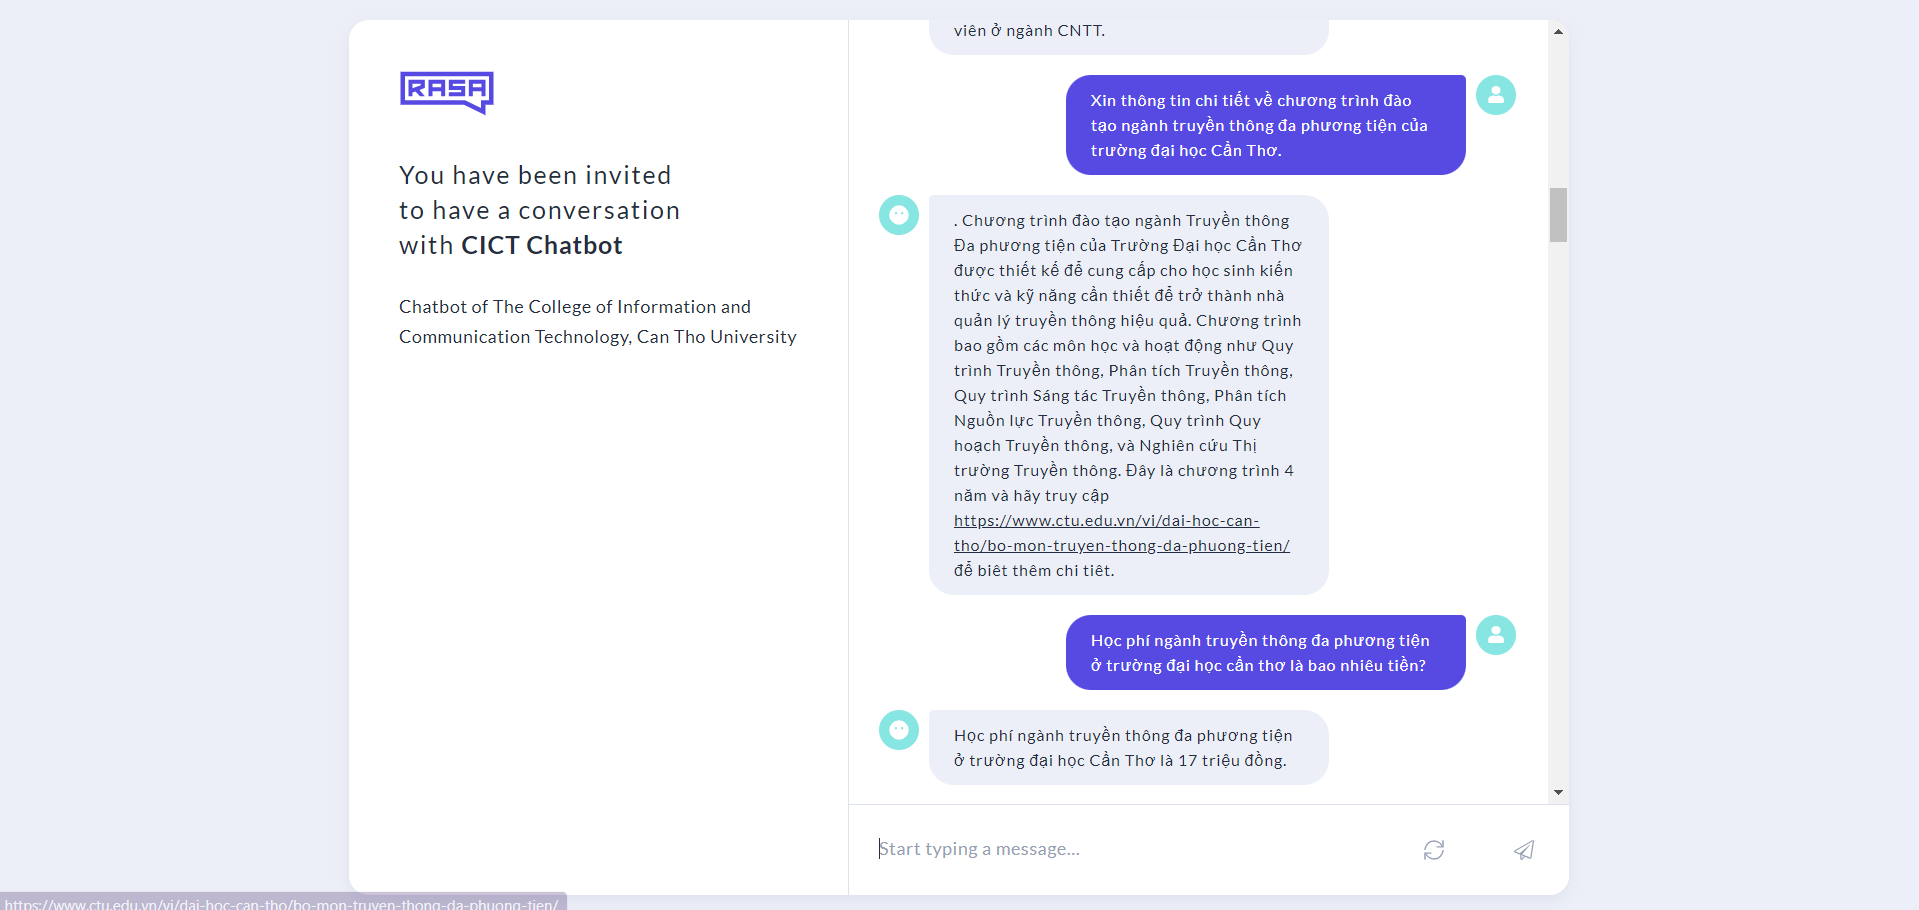 RASA
You have been invited
to have a conversation
with CICT Chatbot
Chatbot of The College of Information and
Communication Technology, Can Tho University
viên ở ngành CNTT.
Xin thông tin chi tiết về chương trình đào
tạo ngành truyền thông đa phương tiện của
trường đại học Cần Thơ.
. Chương trình đào tạo ngành Truyền thông
Đa phương tiện của Trường Đại học Cần Thơ
được thiết kế để cung cấp cho học sinh kiến
thức và kỹ năng cần thiết để trở thành nhà
quản lý truyền thông hiệu quả. Chương trình
bao gồm các môn học và hoạt động như Quy
trình Truyền thông, Phân tích Truyền thông,
Quy trình Sáng tác Truyền thông, Phân tích
Nguồn lực Truyền thông, Quy trình Quy
hoạch Truyền thông, và Nghiên cứu Thị
trường Truyền thông. Đây là chương trình 4
năm và hãy truy cập
https://www.ctu.edu.vn/vi/dai-hoc-can-
tho/bo-mon-truyen-thong-da-phuong-tien/
để biêt thêm chi tiêt.
Học phí ngành truyền thông đa phương tiện
ở trường đại học cần thơ là bao nhiêu tiền?
Học phí ngành truyền thông đa phương tiện
ở trường đại học Cần Thơ là 17 triệu đồng.
Start typing a message...
https://www.ctu.edu.vn/vi/dai-hoc-can-tho/bo-mon-truyen-thong-da-phuong-tien/